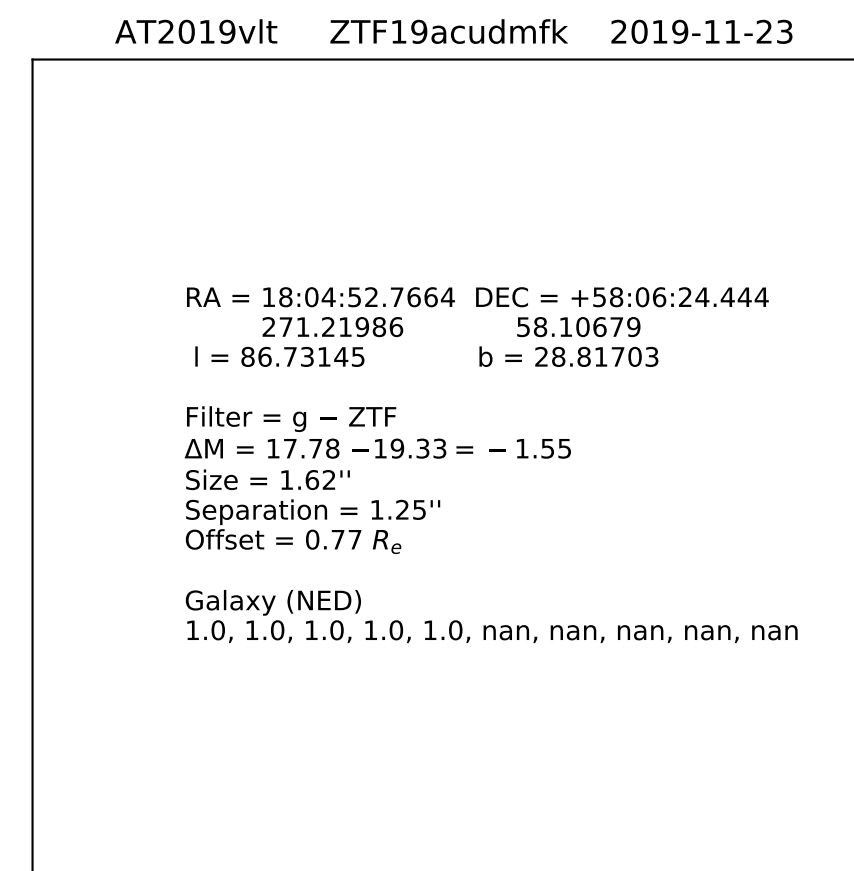 AT2019vlt ZTF19acudmfk 2019-11-23
RA = 18:04:52.7664 DEC = +58:06:24.444
271.21986 58.10679
l = 86.73145 b = 28.81703
Filter = g − ZTF
ΔM = 17.78 −19.33 = − 1.55
Size = 1.62''
Separation = 1.25''
Offset = 0.77 Rₑ
Galaxy (NED)
1.0, 1.0, 1.0, 1.0, 1.0, nan, nan, nan, nan, nan